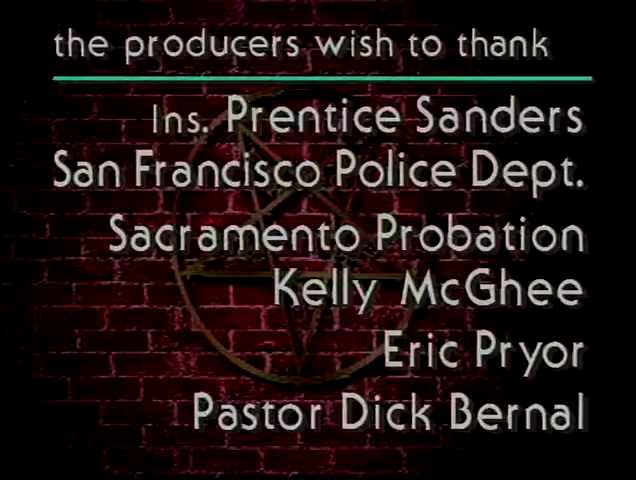 the producers wish to thank
Ins. Prentice Sanders
San Francisco Police Dept.
Sacramento Probation
Kelly McGhee
Eric Pryor
Pastor Dick Bernal